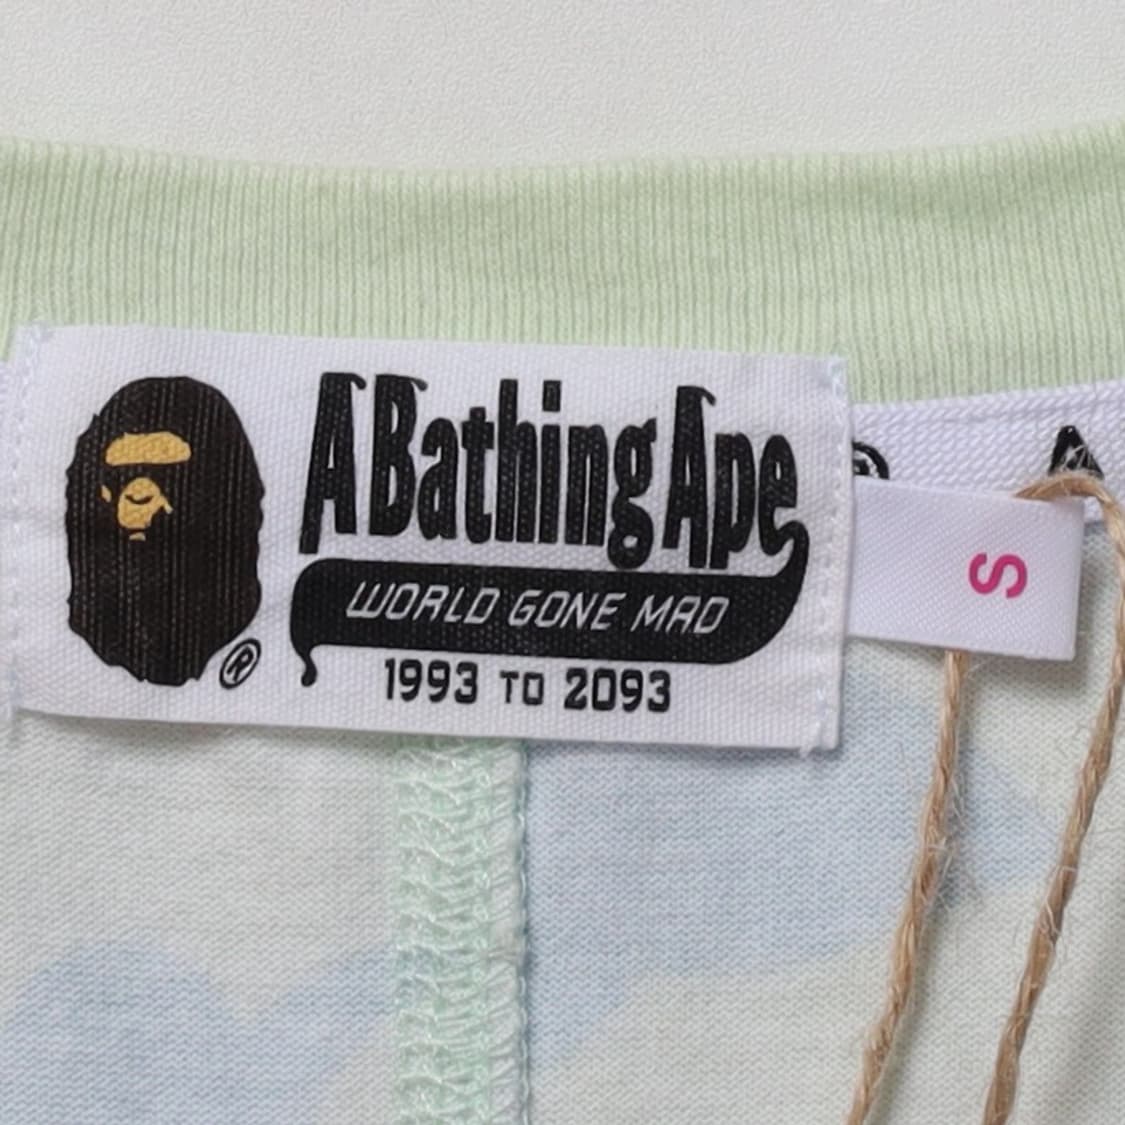 A Bathing Ape
WORLD GONE MAD
1993 TO 2093
®
®
A
S